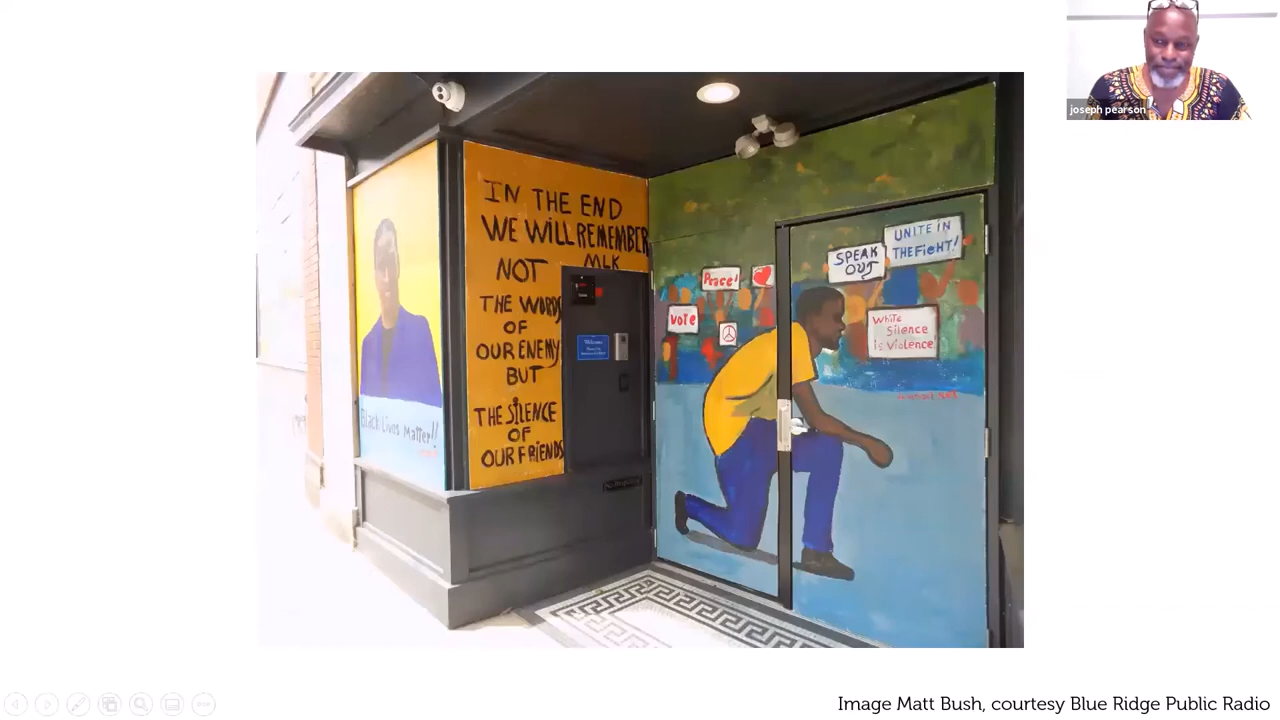 joseph pearson
IN THE END
WE WiLL REMEMBER
MLK
NOT
THE WORDS
OF
OUR ENEMY
BUT
THE SiLENCE
OF
OUR FRiENDS
Black Lives Matter!!
Welcome
Peace!
Vote
SPEAK
OUT
UNiTE iN
THE FiGHT!
White
Silence
is Violence
Image Matt Bush, courtesy Blue Ridge Public Radio